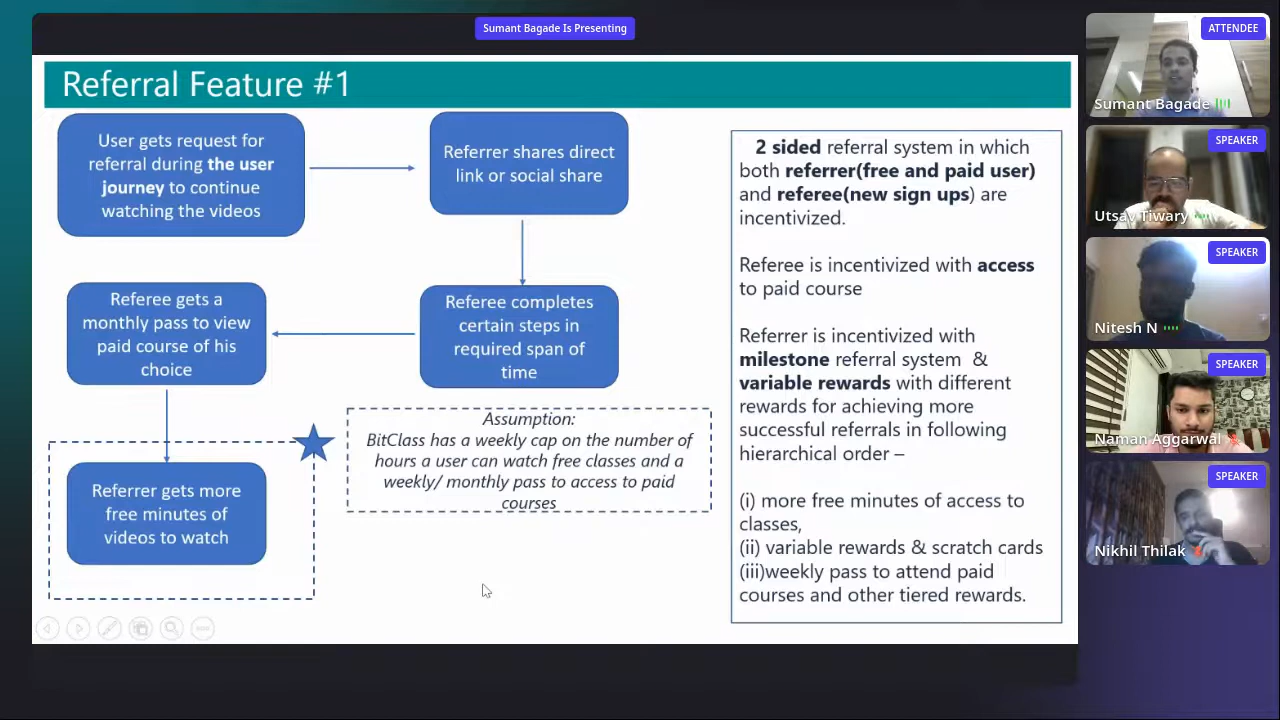 Sumant Bagade Is Presenting
Referral Feature #1
User gets request for
referral during the user
journey to continue
watching the videos
Referrer shares direct
link or social share
Referee completes
certain steps in
required span of
time
Referee gets a
monthly pass to view
paid course of his
choice
Referrer gets more
free minutes of
videos to watch
Assumption:
BitClass has a weekly cap on the number of
hours a user can watch free classes and a
weekly/ monthly pass to access to paid
courses
2 sided referral system in which
both referrer(free and paid user)
and referee(new sign ups) are
incentivized.
Referee is incentivized with access
to paid course
Referrer is incentivized with
milestone referral system &
variable rewards with different
rewards for achieving more
successful referrals in following
hierarchical order –
(i) more free minutes of access to
classes,
(ii) variable rewards & scratch cards
(iii)weekly pass to attend paid
courses and other tiered rewards.
ATTENDEE
Sumant Bagade
SPEAKER
Utsav Tiwary
SPEAKER
Nitesh N
SPEAKER
Naman Aggarwal
SPEAKER
Nikhil Thilak